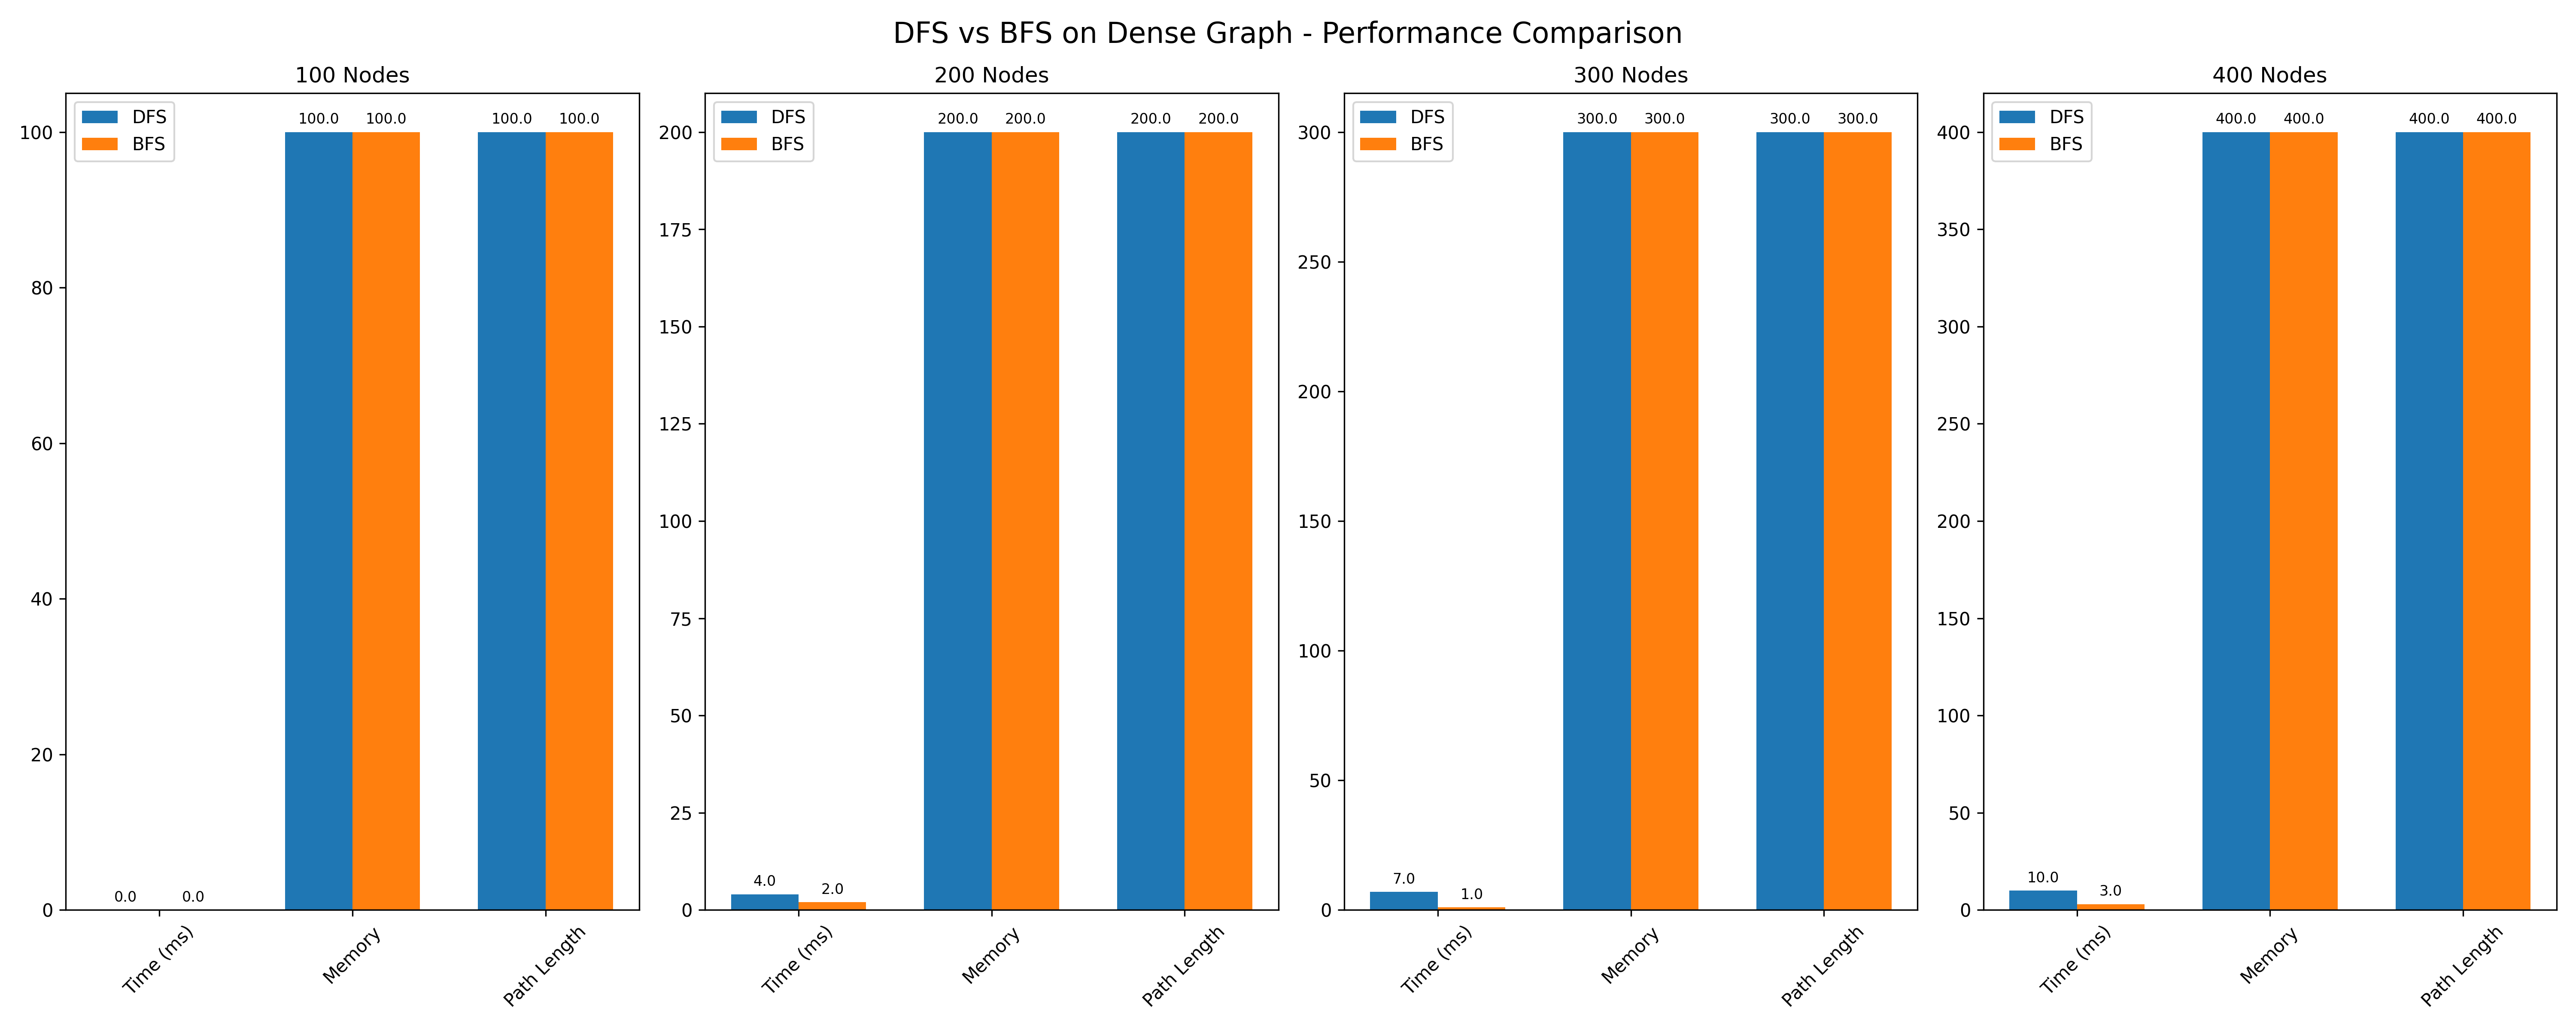 DFS vs BFS on Dense Graph - Performance Comparison
100 Nodes
DFS
BFS
100
80
60
40
20
0
0.0 0.0
100.0 100.0
100.0 100.0
Time (ms)
Memory
Path Length
200 Nodes
DFS
BFS
200
175
150
125
100
75
50
25
0
4.0 2.0
200.0 200.0
200.0 200.0
Time (ms)
Memory
Path Length
300 Nodes
DFS
BFS
300
250
200
150
100
50
0
7.0 1.0
300.0 300.0
300.0 300.0
Time (ms)
Memory
Path Length
400 Nodes
DFS
BFS
400
350
300
250
200
150
100
50
0
10.0 3.0
400.0 400.0
400.0 400.0
Time (ms)
Memory
Path Length